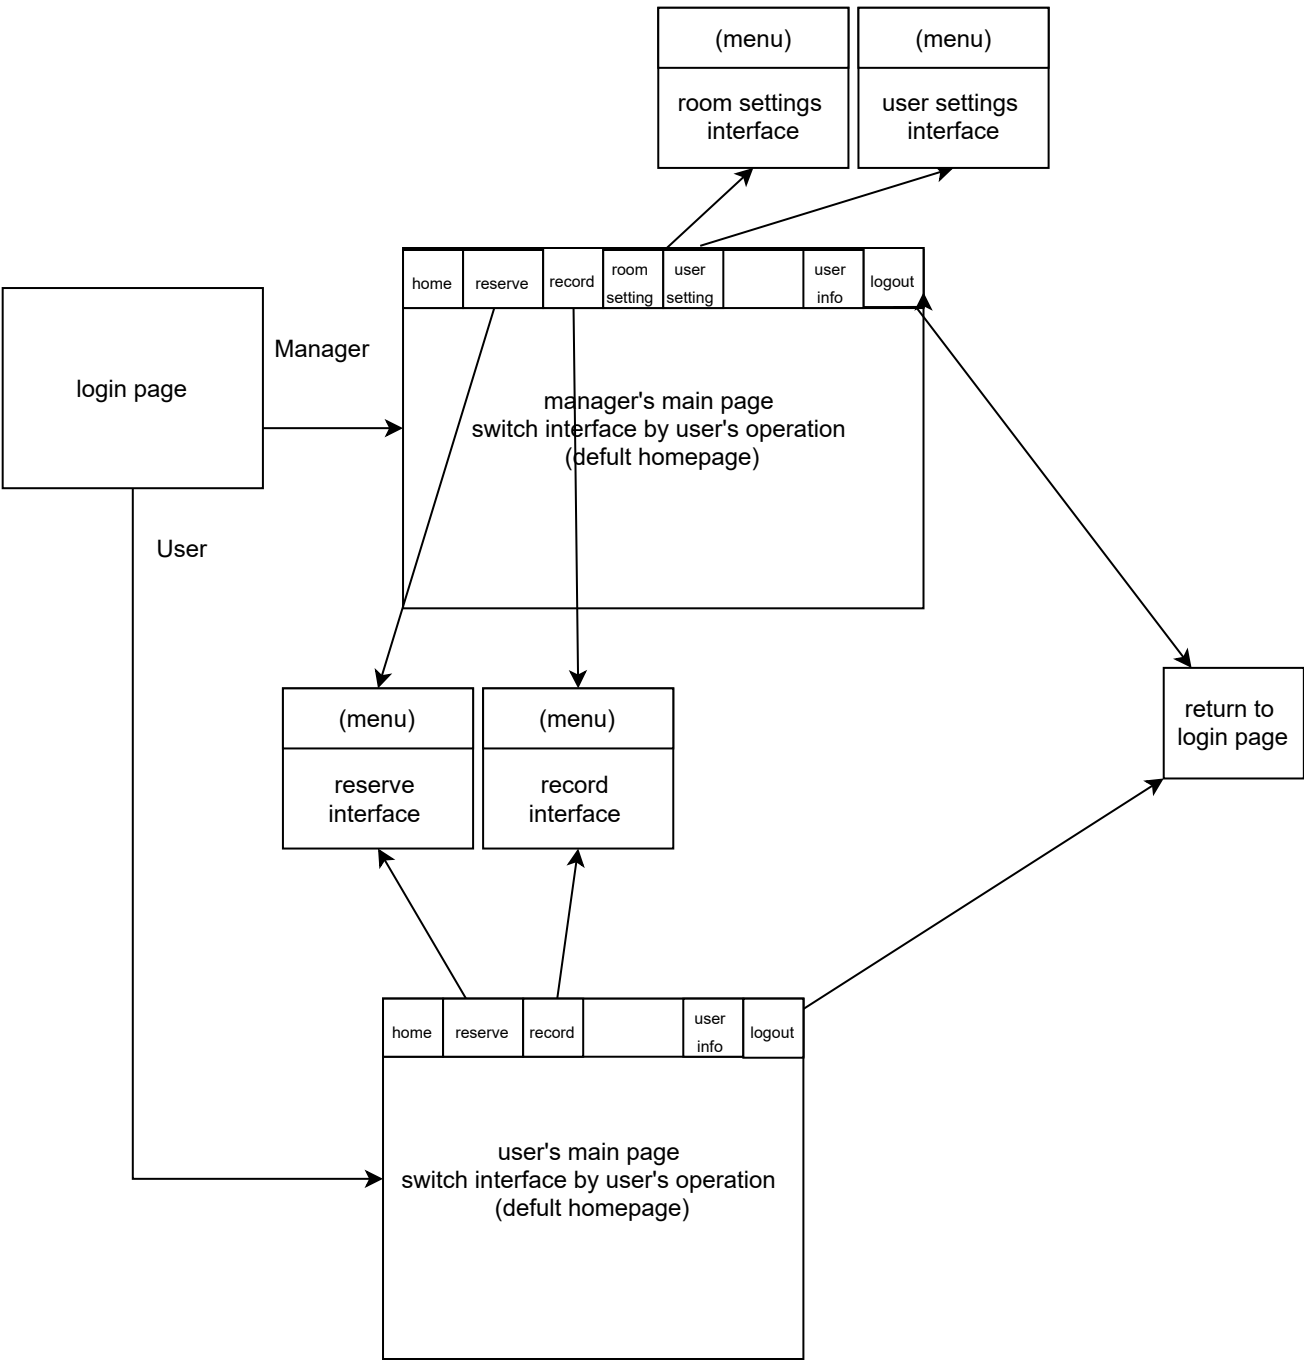 (menu)
room settings
interface
(menu)
user settings
interface
home
reserve
record
room
setting
user
setting
user
info
logout
login page
Manager
manager's main page
switch interface by user's operation
(defult homepage)
User
(menu)
reserve
interface
(menu)
record
interface
return to
login page
home
reserve
record
user
info
logout
user's main page
switch interface by user's operation
(defult homepage)